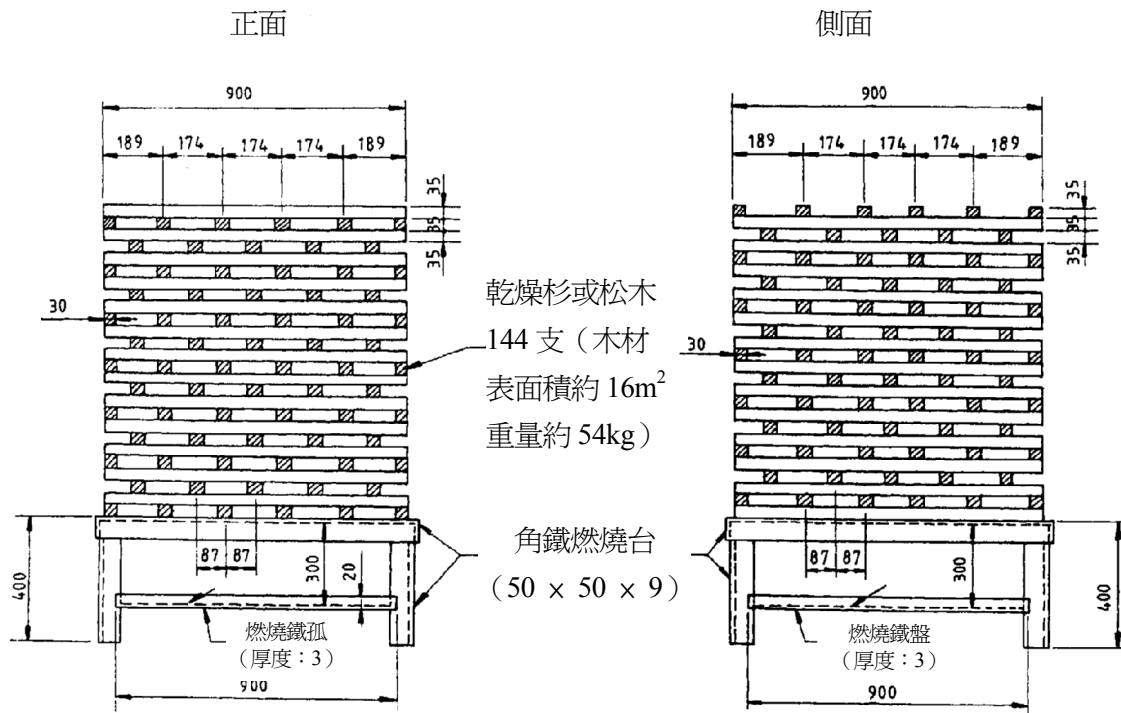 正面
側面
900
189 174 174 174 189
35
35
35
30
900
189 174 174 174 189
35
35
35
30
乾燥杉或松木
144 支（木材
表面積約 16m²
重量約 54kg）
角鐵燃燒台
（50 × 50 × 9）
400
87 87
300
20
燃燒鐵孤
（厚度：3）
900
87 87
300
400
燃燒鐵盤
（厚度：3）
900